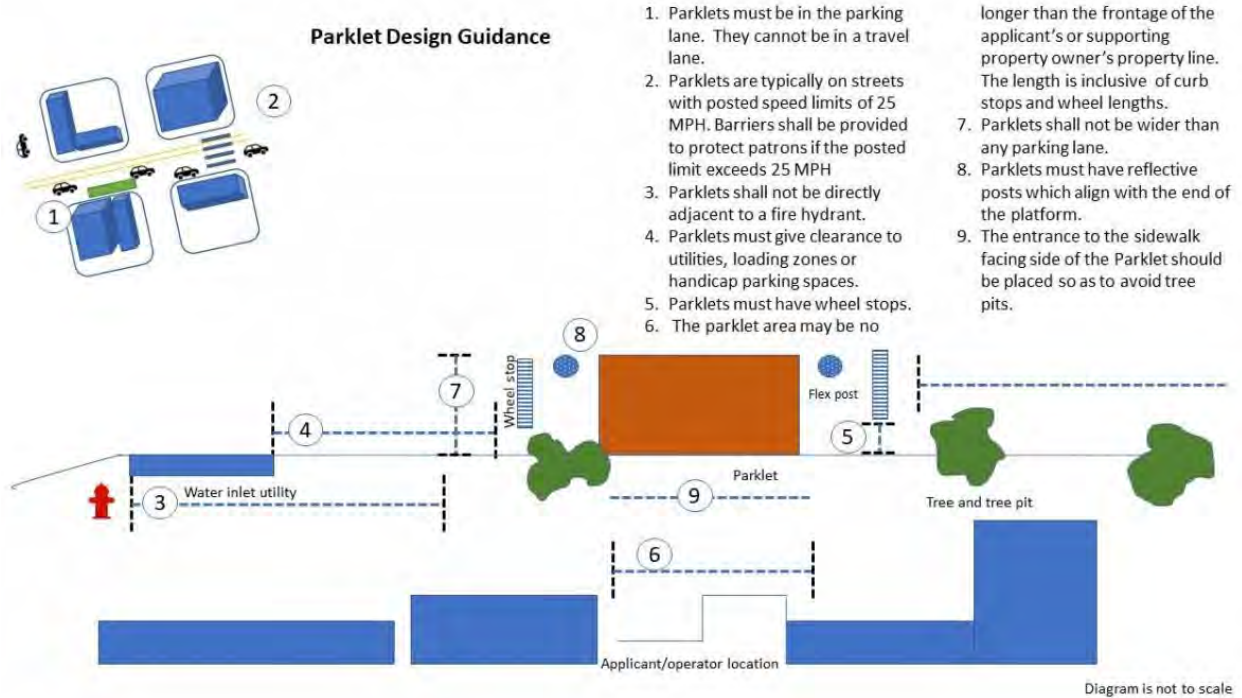 Parklet Design Guidance
1. Parklets must be in the parking
lane. They cannot be in a travel
lane.
2. Parklets are typically on streets
with posted speed limits of 25
MPH. Barriers shall be provided
to protect patrons if the posted
limit exceeds 25 MPH
3. Parklets shall not be directly
adjacent to a fire hydrant.
4. Parklets must give clearance to
utilities, loading zones or
handicap parking spaces.
5. Parklets must have wheel stops.
6. The parklet area may be no
longer than the frontage of the
applicant's or supporting
property owner's property line.
The length is inclusive of curb
stops and wheel lengths.
7. Parklets shall not be wider than
any parking lane.
8. Parklets must have reflective
posts which align with the end of
the platform.
9. The entrance to the sidewalk
facing side of the Parklet should
be placed so as to avoid tree
pits.
2
1
8
7
Wheel stop
Flex post
4
5
Parklet
Water inlet utility
3
9
Tree and tree pit
6
Applicant/operator location
Diagram is not to scale